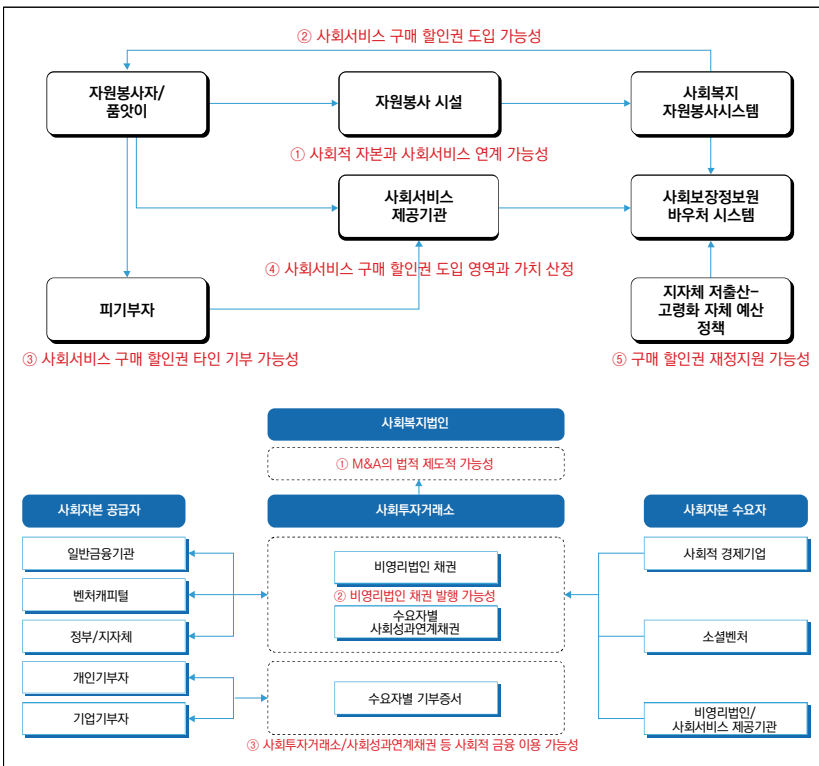 ② 사회서비스 구매 할인권 도입 가능성
자원봉사자/
품앗이
자원봉사 시설
사회복지
자원봉사시스템
① 사회적 자본과 사회서비스 연계 가능성
사회서비스
제공기관
사회보장정보원
바우처 시스템
④ 사회서비스 구매 할인권 도입 영역과 가치 산정
피기부자
지자체 저출산–
고령화 자체 예산
정책
③ 사회서비스 구매 할인권 타인 기부 가능성
⑤ 구매 할인권 재정지원 가능성
사회복지법인
① M&A의 법적 제도적 가능성
사회자본 공급자
사회투자거래소
사회자본 수요자
일반금융기관
벤처캐피털
정부/지자체
개인기부자
기업기부자
비영리법인 채권
② 비영리법인 채권 발행 가능성
수요자별
사회성과연계채권
수요자별 기부증서
③ 사회투자거래소/사회성과연계채권 등 사회적 금융 이용 가능성
사회적 경제기업
소셜벤처
비영리법인/
사회서비스 제공기관